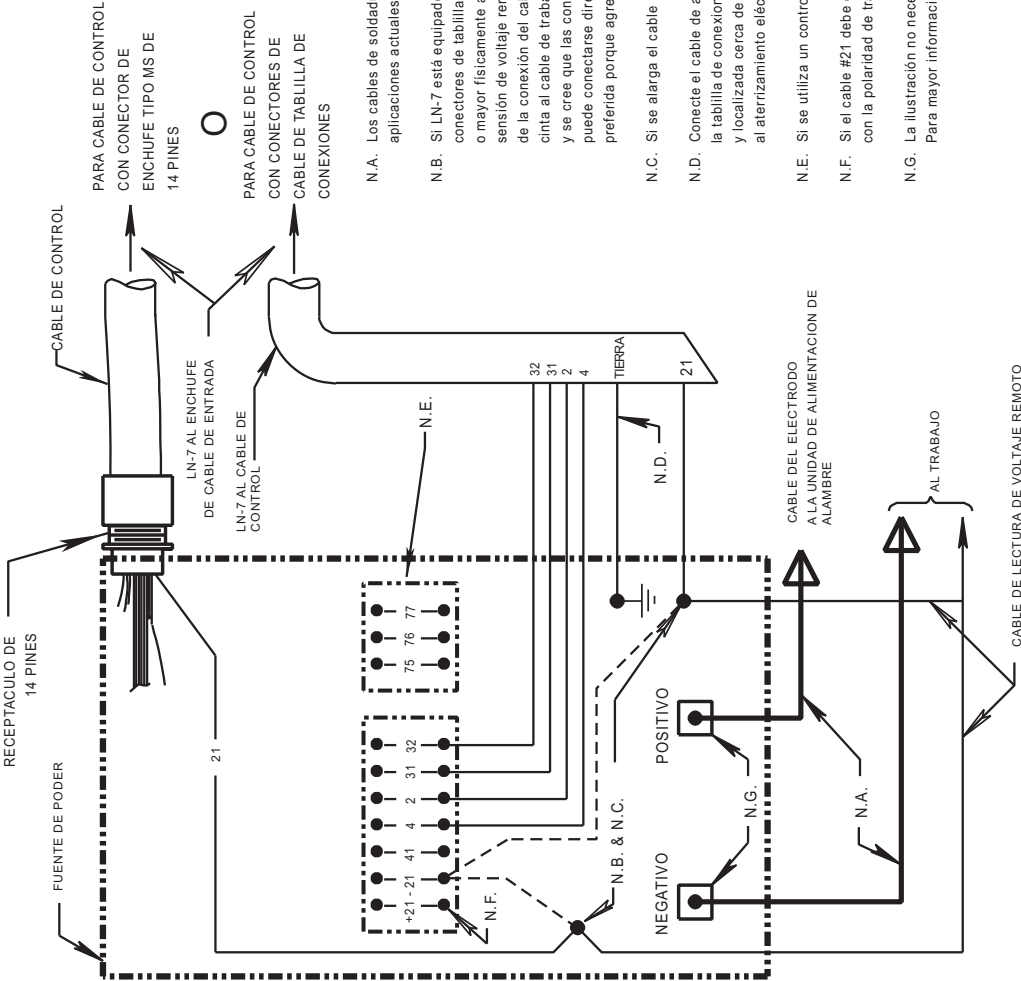 RECEPTACULO DE
14 PINES
FUENTE DE PODER
CABLE DE CONTROL
PARA CABLE DE CONTROL
CON CONECTOR DE
ENCHUFE TIPO MS DE
14 PINES
O
PARA CABLE DE CONTROL
CON CONECTORES DE
CABLE DE TABLILLA DE
CONEXIONES
LN-7 AL ENCHUFE
DE CABLE DE ENTRADA
LN-7 AL CABLE DE
CONTROL
21
+21 - 21
41
4
2
31
32
75
76
77
N.E.
N.F.
32
31
2
4
TIERRA
21
N.D.
N.B. & N.C.
NEGATIVO
POSITIVO
N.G.
N.A.
CABLE DEL ELECTRODO
A LA UNIDAD DE ALIMENTACION DE
ALAMBRE
AL TRABAJO
CABLE DE LECTURA DE VOLTAJE REMOTO
N.A. Los cables de soldado
aplicaciones actuales
N.B. Si LN-7 está equipado
conectores de tablilla
o mayor físicamente a
sensión de voltaje rem
de la conexión del cab
cinta al cable de traba
y se cree que las con
puede conectarse dire
preferida porque agre
N.C. Si se alarga el cable
N.D. Conecte el cable de a
la tablilla de conexion
y localizada cerca de
al aterrizamiento eléc
N.E. Si se utiliza un contro
N.F. Si el cable #21 debe
con la polaridad de tra
N.G. La ilustración no nece
Para mayor informaci